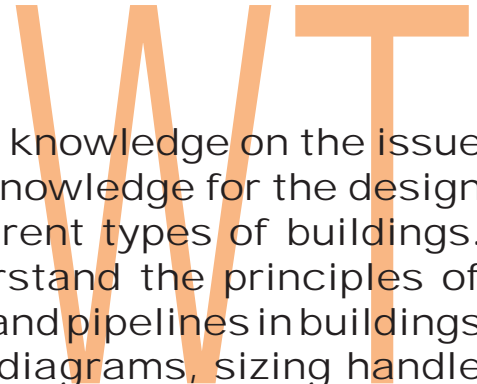 WT
knowledge on the issue
nowledge for the design
rent types of buildings.
rstand the principles of
and pipelines in buildings
diagrams, sizing handle